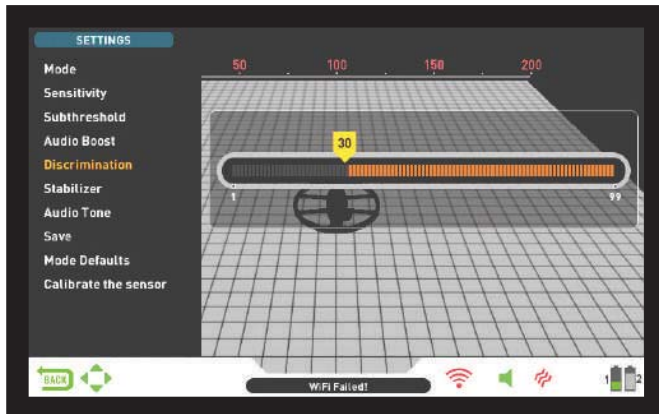 SETTINGS
50 100 150 200
Mode
Sensitivity
Subthreshold
Audio Boost
Discrimination
Stabilizer
Audio Tone
Save
Mode Defaults
Calibrate the sensor
30
1 99
BACK
WiFi Failed!
1 2